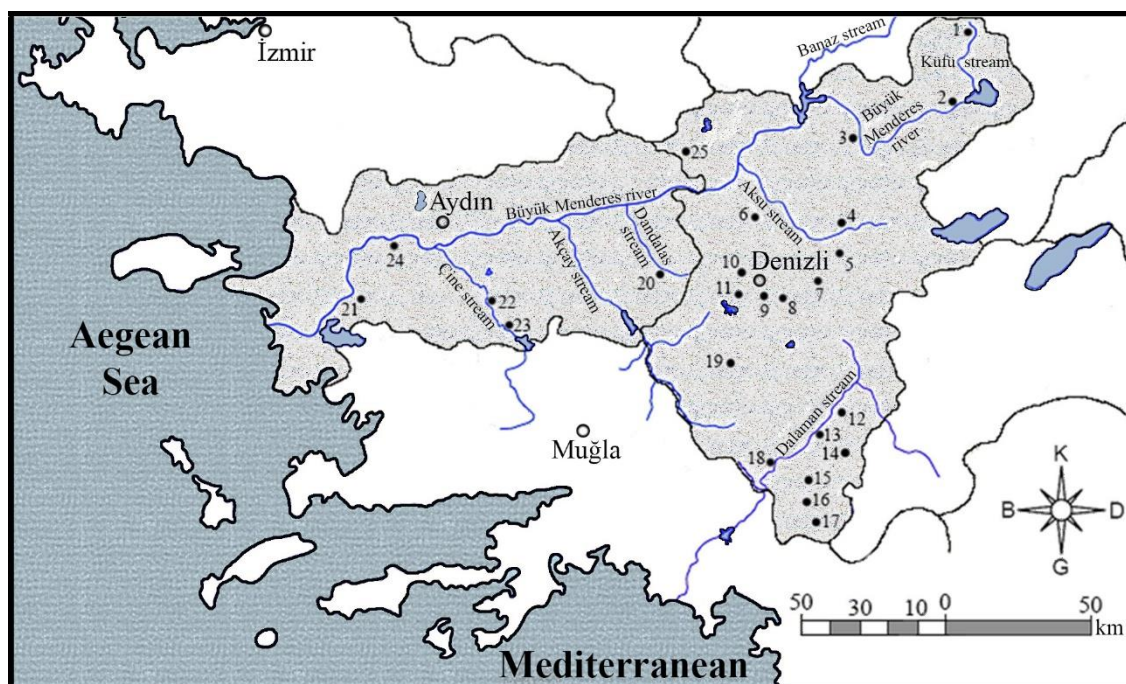 İzmir
Banaz stream
1
Küfü stream
2
Büyük
Menderes
river
3
25
Aydın
Büyük Menderes river
Dandalas
stream
Aksu stream
6
4
5
24
Çine stream
Akçay stream
20
10
Denizli
7
11
9
8
21
22
23
Aegean
Sea
19
Dalaman stream
12
13
14
Muğla
18
15
16
17
K
B
D
G
50
30
10
0
50
km
Mediterranean